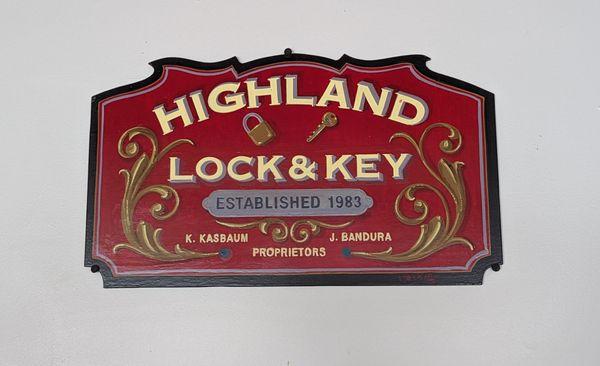 HIGHLAND
LOCK & KEY
ESTABLISHED 1983
K. KASBAUM J. BANDURA
PROPRIETORS